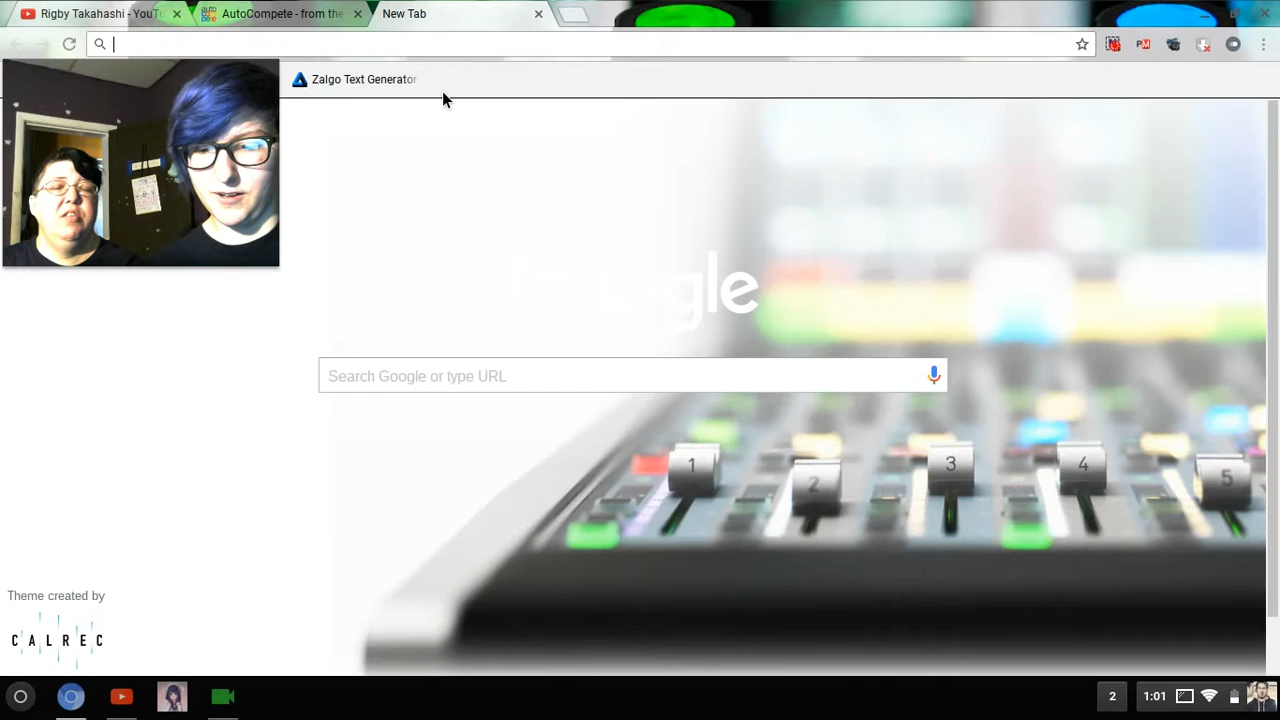 Rigby Takahashi - YouTu
AutoCompete - from the
New Tab
Zalgo Text Generator
gle
Search Google or type URL
1
2
3
4
5
Theme created by
CALREC
2
1:01